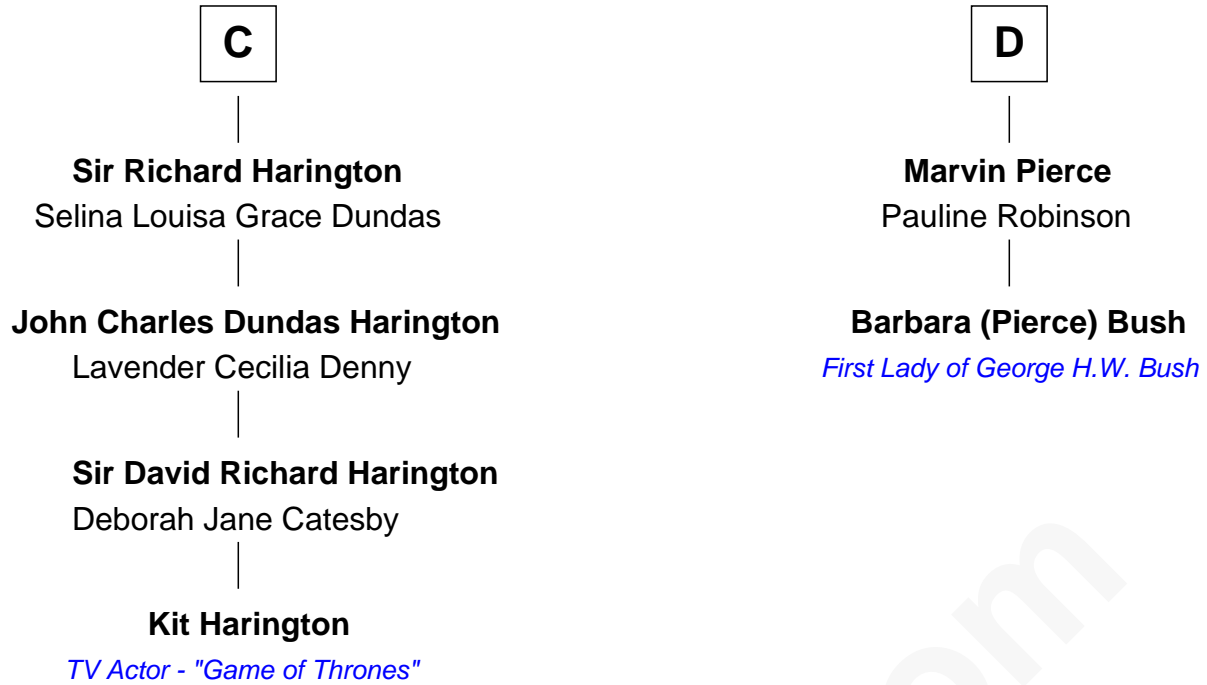 C
Sir Richard Harington
Selina Louisa Grace Dundas
John Charles Dundas Harington
Lavender Cecilia Denny
Sir David Richard Harington
Deborah Jane Catesby
Kit Harington
TV Actor - "Game of Thrones"
D
Marvin Pierce
Pauline Robinson
Barbara (Pierce) Bush
First Lady of George H.W. Bush
om